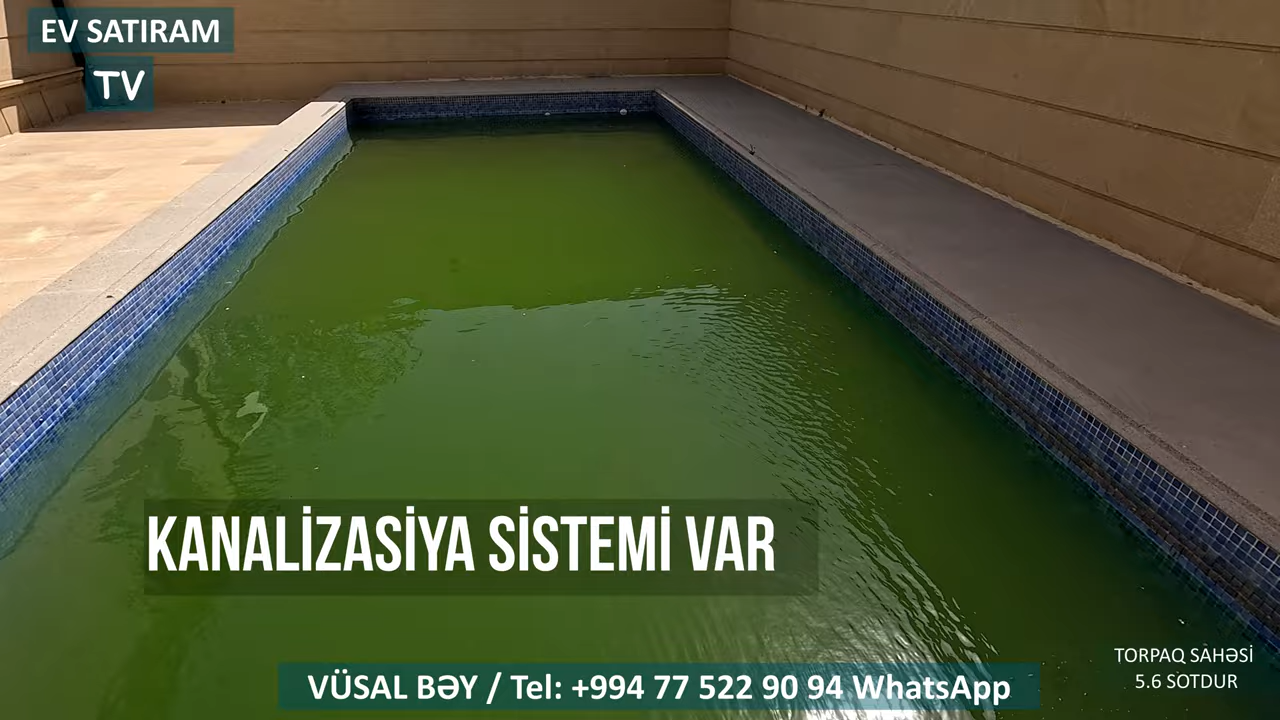 EV SATIRAM
TV
KANALİZASİYA SİSTEMİ VAR
TORPAQ SAHƏSİ
5.6 SOTDUR
VÜSAL BƏY / Tel: +994 77 522 90 94 WhatsApp